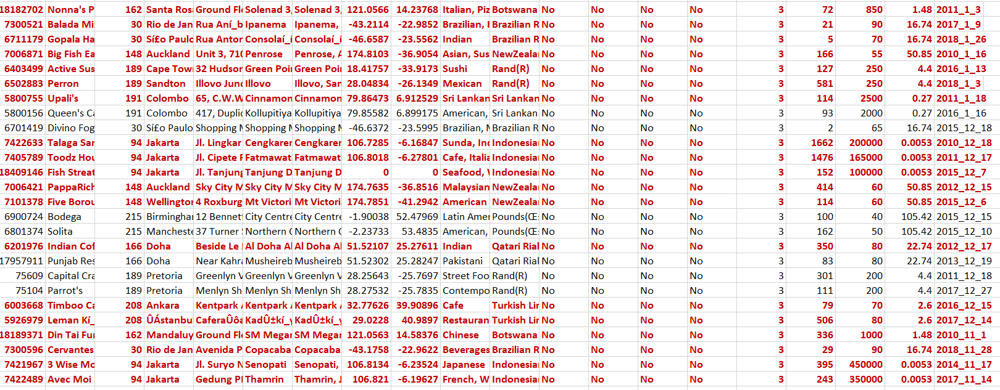 18182702 Nonna's P 162 Santa Rosa Ground Flo Solenad 3, Solenad 3, 121.0566 14.23768 Italian, Piz Botswana No No No No 3 72 850 1.48 2011_1_3
7300521 Balada Mi 30 Rio de Jan Rua Aní_b Ipanema Ipanema, -43.2114 -22.9852 Brazilian, Brazilian R No No No No 3 21 90 16.74 2017_1_9
6711179 Gopala Ha 30 Sí£o Paulo Rua Anton Consolaí_í Consolaí_í -46.6587 -23.5562 Indian Brazilian R No No No No 3 5 70 16.74 2018_1_26
7006871 Big Fish Ea 148 Auckland Unit 3, 710 Penrose Penrose, A 174.8103 -36.9054 Asian, Sus NewZeala No No No No 3 166 55 50.85 2010_1_16
6403499 Active Sus 189 Cape Town 32 Hudson Green Poi Green Poi 18.41757 -33.9173 Sushi Rand(R) No No No No 3 127 250 4.4 2016_1_13
6502883 Perron 189 Sandton Illovo Junc Illovo Illovo, San 28.04834 -26.1349 Mexican Rand(R) No No No No 3 581 250 4.4 2018_1_3
5800755 Upali's 191 Colombo 65, C.W.W Cinnamon Cinnamon 79.86473 6.912529 Sri Lankan Sri Lankan No No No No 3 114 2500 0.27 2011_1_18
5800156 Queen's Ca 191 Colombo 417, Duplic Kollupitiya Kollupitiya 79.85582 6.899175 American, Sri Lankan No No No No 3 93 2000 0.27 2016_1_16
6701419 Divino Fog 30 Sí£o Paulo Shopping M Shopping M Shopping M -46.6372 -23.5995 Brazilian, M Brazilian R No No No No 3 2 65 16.74 2015_12_18
7422633 Talaga Sar 94 Jakarta Jl. Lingkar Cengkaren Cengkaren 106.7285 -6.16847 Sunda, Ind Indonesia No No No No 3 1662 200000 0.0053 2010_12_18
7405789 Toodz Hou 94 Jakarta Jl. Cipete R Fatmawat Fatmawat 106.8018 -6.27801 Cafe, Italia Indonesia No No No No 3 1476 165000 0.0053 2011_12_17
18409146 Fish Streat 94 Jakarta Jl. Tanjung Tanjung D Tanjung D 0 0 Seafood, W Indonesia No No No No 3 152 100000 0.0053 2015_12_7
7006421 PappaRich 148 Auckland Sky City M Sky City M Sky City M 174.7635 -36.8516 Malaysian NewZeala No No No No 3 414 60 50.85 2012_12_15
7101378 Five Borou 148 Wellington 4 Roxburg Mt Victori Mt Victori 174.7851 -41.2942 American NewZeala No No No No 3 114 60 50.85 2015_12_6
6900724 Bodega 215 Birmingha 12 Bennet City Centre City Centre -1.90038 52.47969 Latin Amer Pounds(Œ No No No No 3 100 40 105.42 2015_12_15
6801374 Solita 215 Manchest 37 Turner Northern Q Northern Q -2.23733 53.4835 American, Pounds(Œ No No No No 3 162 50 105.42 2015_12_10
6201976 Indian Cof 166 Doha Beside Le Al Doha Al Al Doha Al 51.52107 25.27611 Indian Qatari Rial No No No No 3 350 80 22.74 2012_12_17
17957911 Punjab Res 166 Doha Near Kahra Musheireb Musheireb 51.52302 25.28247 Pakistani Qatari Rial No No No No 3 83 80 22.74 2013_12_19
75609 Capital Cra 189 Pretoria Greenlyn V Greenlyn V Greenlyn V 28.25643 -25.7697 Street Foo Rand(R) No No No No 3 301 200 4.4 2011_12_18
75104 Parrot's 189 Pretoria Menlyn Sh Menlyn Sh Menlyn Sh 28.27532 -25.7835 Contempo Rand(R) No No No No 3 111 200 4.4 2017_12_27
6003668 Timboo Ca 208 Ankara Kentpark A Kentpark A Kentpark A 32.77626 39.90896 Cafe Turkish Lir No No No No 3 79 70 2.6 2016_12_15
5926979 Leman Kí_ 208 ÛÁstanbu CaferaÛôa KadÛ±kí_y KadÛ±kí_y 29.0228 40.9897 Restauran Turkish Lir No No No No 3 506 80 2.6 2017_12_14
18189371 Din Tai Fu 162 Mandaluy Ground Flo SM Megar SM Megar 121.0563 14.58376 Chinese Botswana No No No No 3 336 1000 1.48 2010_11_1
7300596 Cervantes 30 Rio de Jan Avenida P Copacaba Copacaba -43.1758 -22.9622 Beverages Brazilian R No No No No 3 29 90 16.74 2018_11_28
7421967 3 Wise Mo 94 Jakarta Jl. Suryo N Senopati Senopati, 106.8134 -6.23524 Japanese Indonesia No No No No 3 395 450000 0.0053 2014_11_17
7422489 Avec Moi 94 Jakarta Gedung Pl Thamrin Thamrin, J 106.821 -6.19627 French, W Indonesia No No No No 3 243 350000 0.0053 2017_11_14